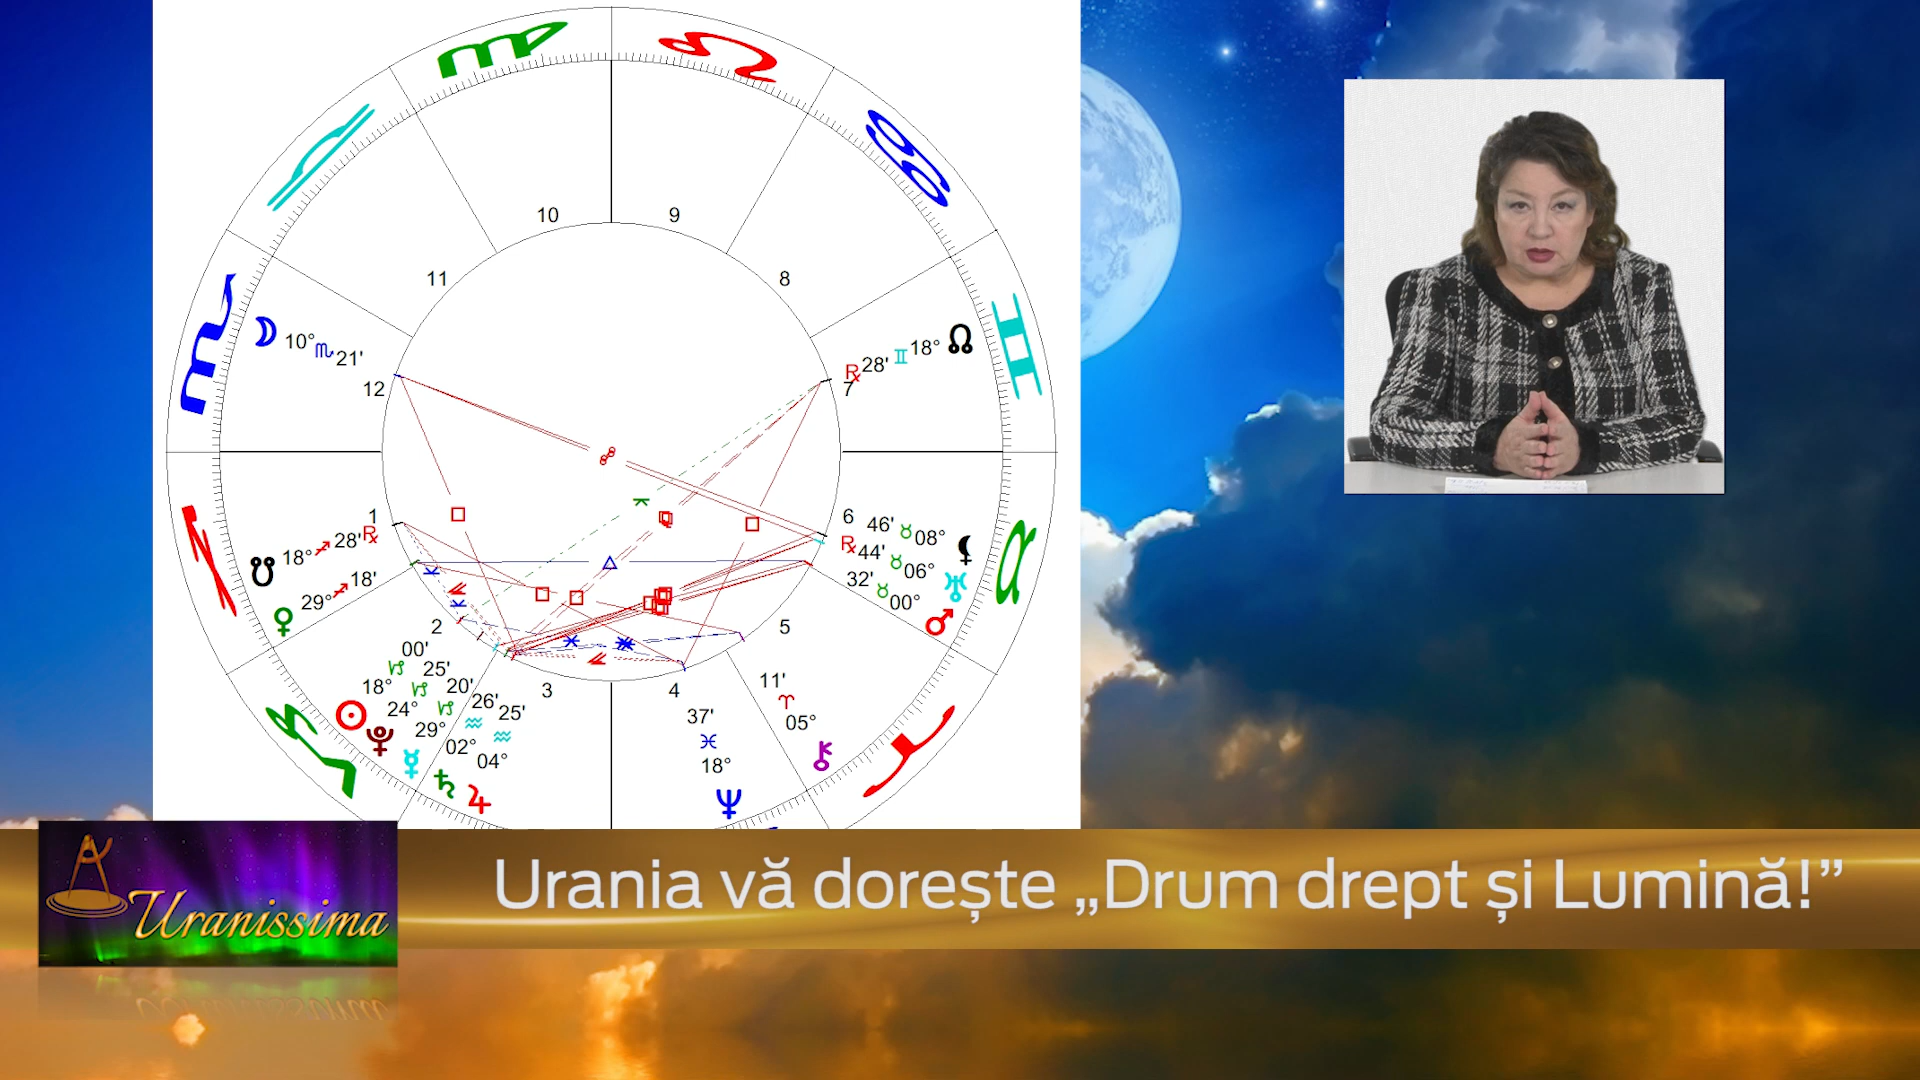 10
9
11
8
10° ♏ 21'
12
℞ 28' ♊ 18°
7
1
18° ♐ 28' ℞
29° ♐ 18'
6
46' ♉ 08°
℞ 44' ♉ 06°
32' ♉ 00°
2
5
00' ♑ 18°
25' ♑ 24°
20' ♑ 29°
26' ♒ 02°
25' ♒ 04°
3
4
37' ♓ 18°
11' ♈ 05°
Uranissima
Urania vă dorește „Drum drept și Lumină!”